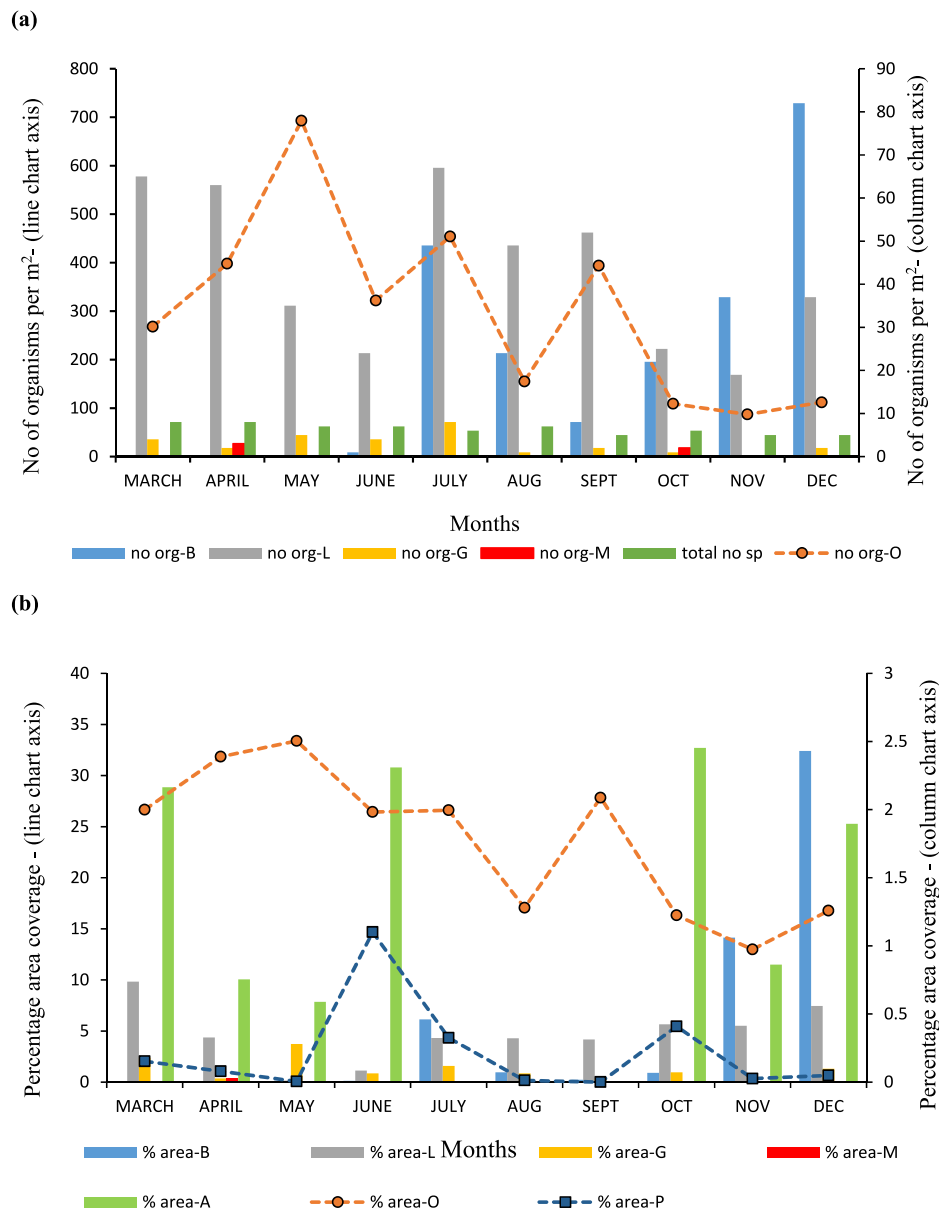 (a)
No of organisms per m2- (line chart axis)
800
700
600
500
400
300
200
100
0
90
80
70
60
50
40
30
20
10
0
No of organisms per m2- (column chart axis)
MARCH APRIL MAY JUNE JULY AUG SEPT OCT NOV DEC
Months
no org-B no org-L no org-G no org-M total no sp no org-O
(b)
Percentage area coverage - (line chart axis)
40
35
30
25
20
15
10
5
0
3
2.5
2
1.5
1
0.5
0
Percentage area coverage - (column chart axis)
MARCH APRIL MAY JUNE JULY AUG SEPT OCT NOV DEC
Months
% area-B % area-L % area-G % area-M
% area-A % area-O % area-P